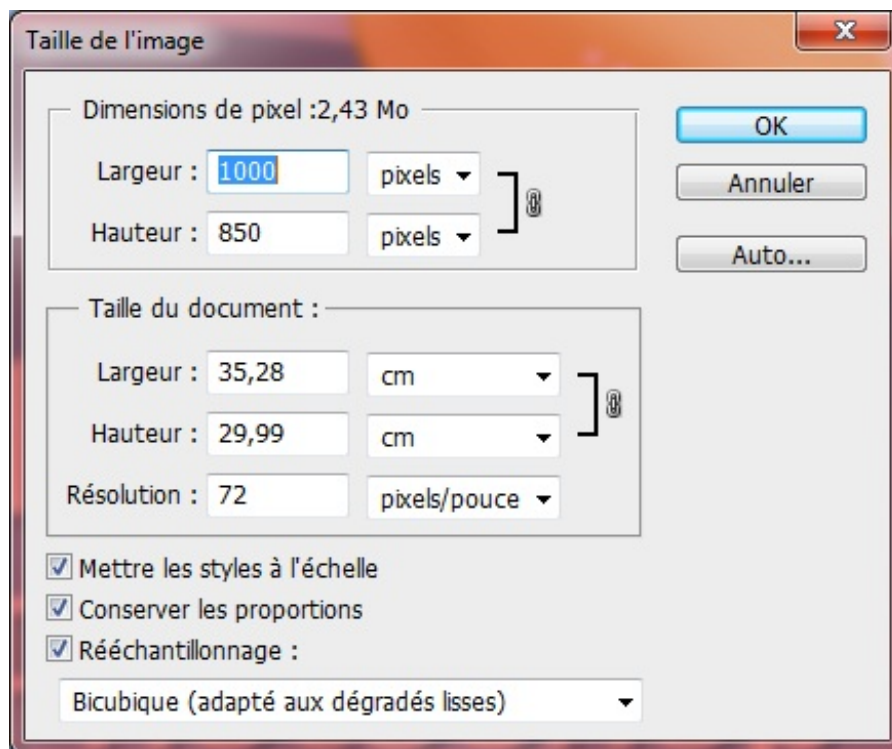 Taille de l'image
Dimensions de pixel :2,43 Mo
Largeur : 1000 pixels
Hauteur : 850 pixels
OK
Annuler
Auto...
Taille du document :
Largeur : 35,28 cm
Hauteur : 29,99 cm
Résolution : 72 pixels/pouce
Mettre les styles à l'échelle
Conserver les proportions
Rééchantillonnage :
Bicubique (adapté aux dégradés lisses)